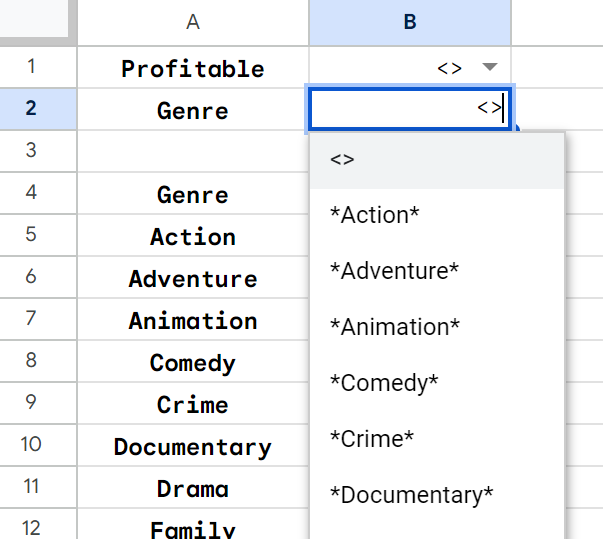 A B
1 Profitable <>
2 Genre <>
3 <>
4 Genre *Action*
5 Action
6 Adventure *Adventure*
7 Animation *Animation*
8 Comedy *Comedy*
9 Crime
10 Documentary *Crime*
11 Drama *Documentary*
12 Family